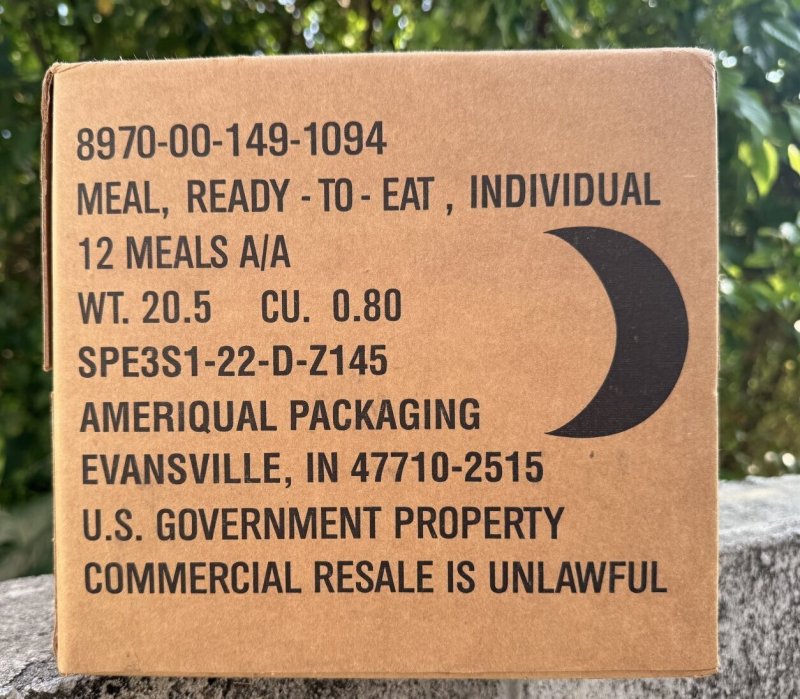 8970-00-149-1094
MEAL, READY - TO - EAT , INDIVIDUAL
12 MEALS A/A
WT. 20.5 CU. 0.80
SPE3S1-22-D-Z145
AMERIQUAL PACKAGING
EVANSVILLE, IN 47710-2515
U.S. GOVERNMENT PROPERTY
COMMERCIAL RESALE IS UNLAWFUL